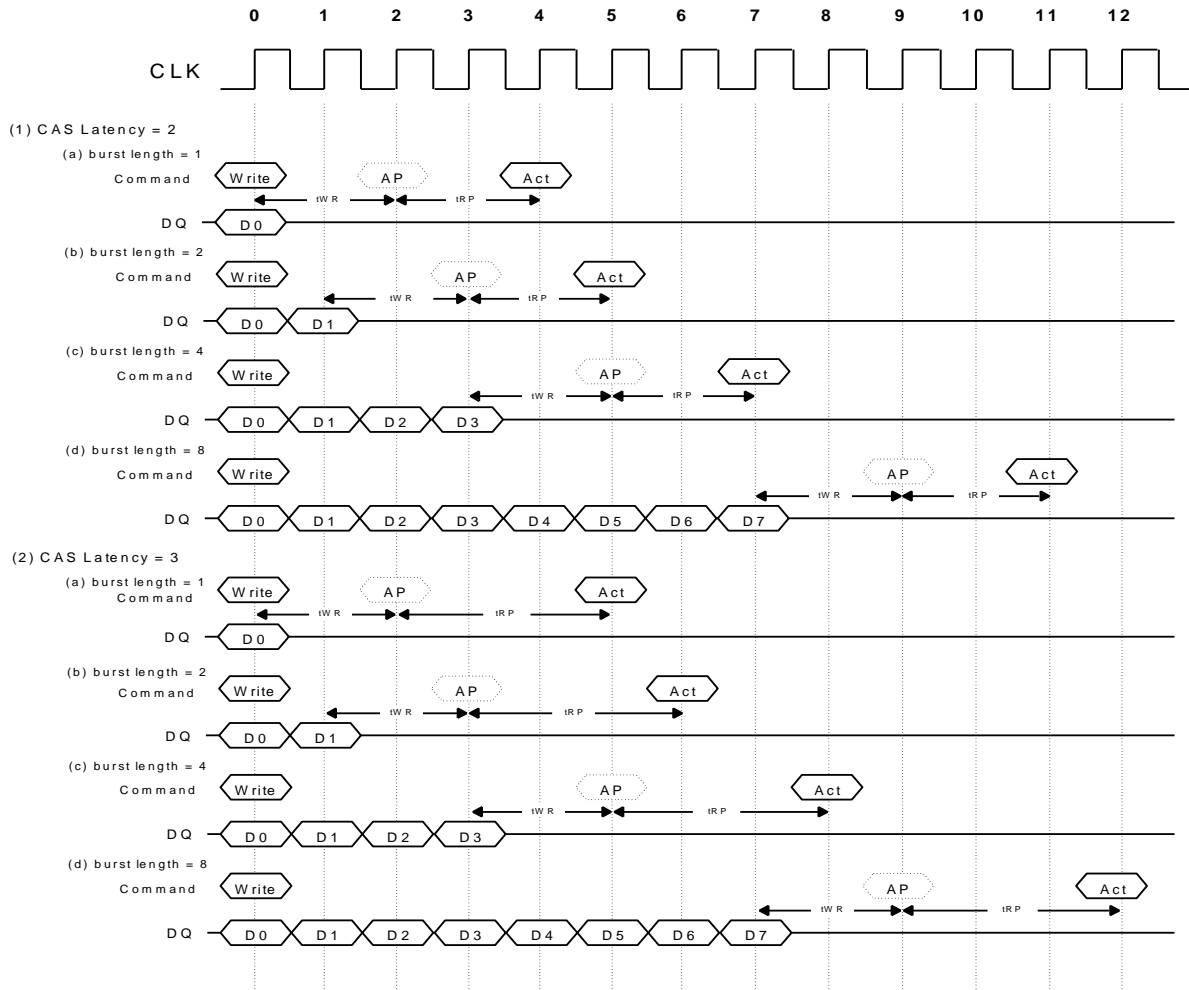 0 1 2 3 4 5 6 7 8 9 10 11 12
CLK
(1) CAS Latency = 2
(a) burst length = 1
Command Write AP Act
tWR tRP
DQ D0
(b) burst length = 2
Command Write AP Act
tWR tRP
DQ D0 D1
(c) burst length = 4
Command Write AP Act
tWR tRP
DQ D0 D1 D2 D3
(d) burst length = 8
Command Write AP Act
tWR tRP
DQ D0 D1 D2 D3 D4 D5 D6 D7
(2) CAS Latency = 3
(a) burst length = 1
Command Write AP Act
tWR tRP
DQ D0
(b) burst length = 2
Command Write AP Act
tWR tRP
DQ D0 D1
(c) burst length = 4
Command Write AP Act
tWR tRP
DQ D0 D1 D2 D3
(d) burst length = 8
Command Write AP Act
tWR tRP
DQ D0 D1 D2 D3 D4 D5 D6 D7